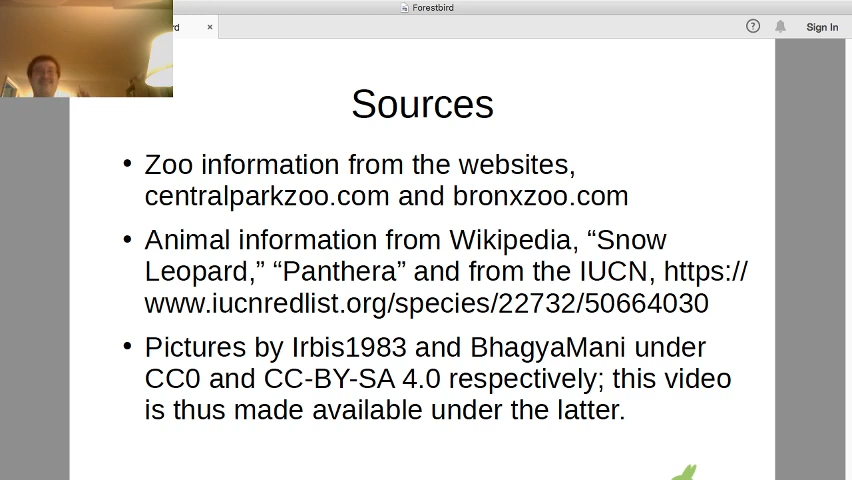 Forestbird
rd × ? Sign In
Sources
• Zoo information from the websites,
centralparkzoo.com and bronxzoo.com
• Animal information from Wikipedia, “Snow
Leopard,” “Panthera” and from the IUCN, https://
www.iucnredlist.org/species/22732/50664030
• Pictures by Irbis1983 and BhagyaMani under
CC0 and CC-BY-SA 4.0 respectively; this video
is thus made available under the latter.